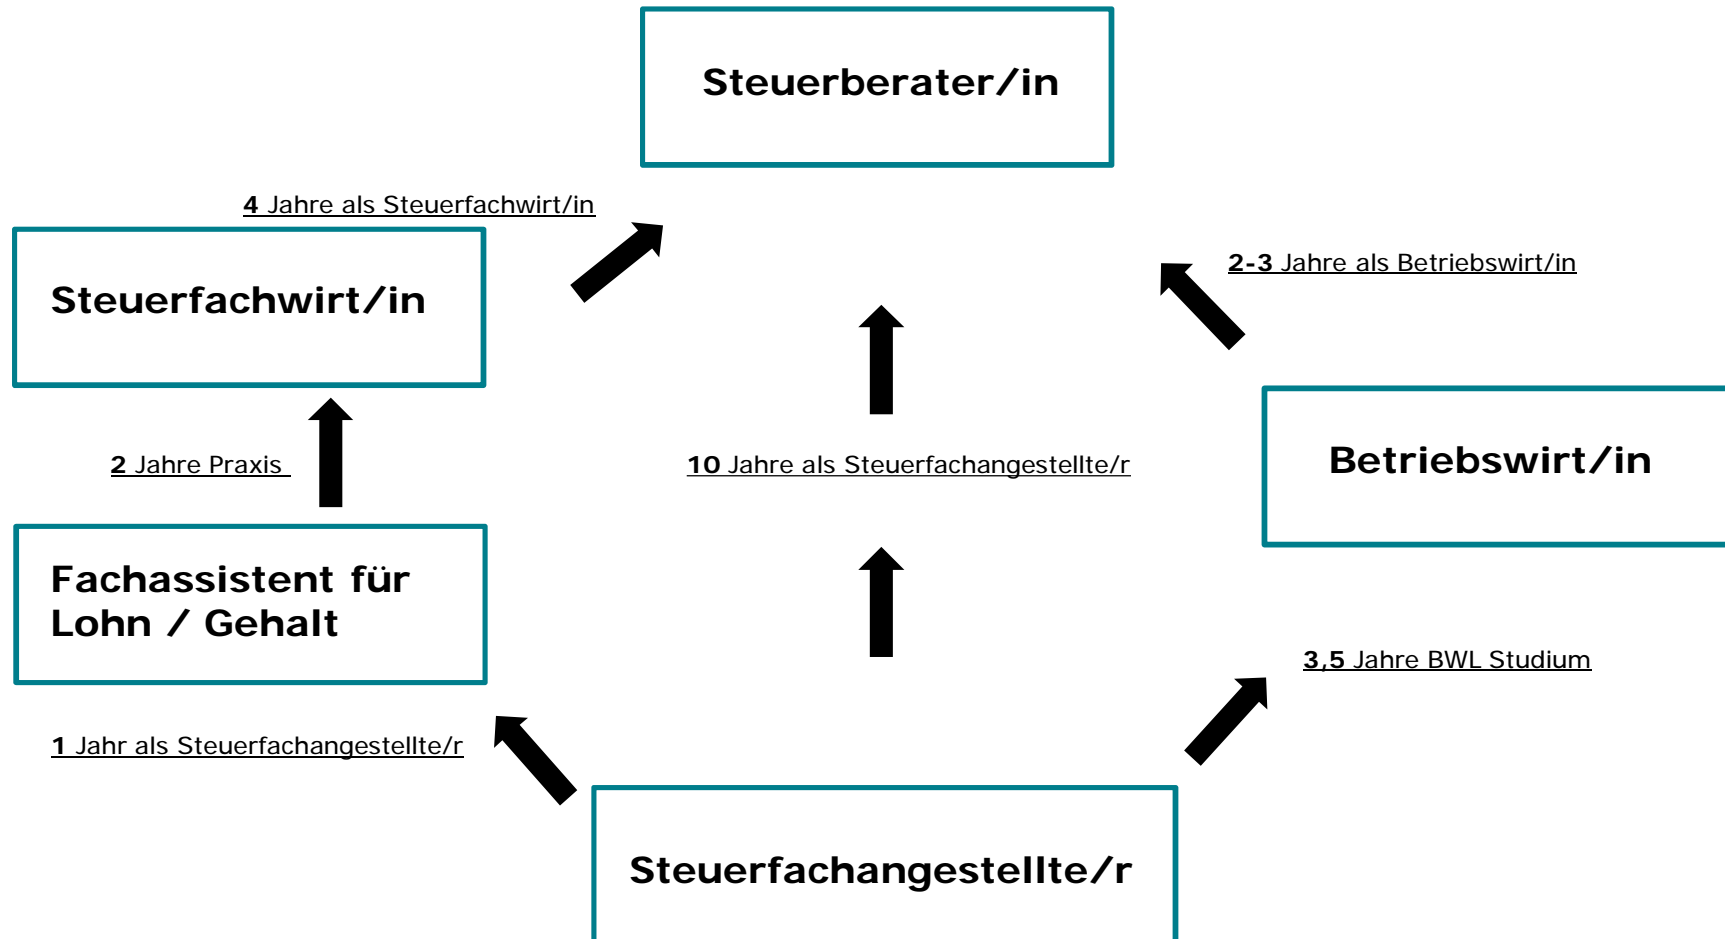 Steuerberater/in
4 Jahre als Steuerfachwirt/in
2-3 Jahre als Betriebswirt/in
Steuerfachwirt/in
2 Jahre Praxis
10 Jahre als Steuerfachangestellte/r
Betriebswirt/in
Fachassistent für
Lohn / Gehalt
3,5 Jahre BWL Studium
1 Jahr als Steuerfachangestellte/r
Steuerfachangestellte/r